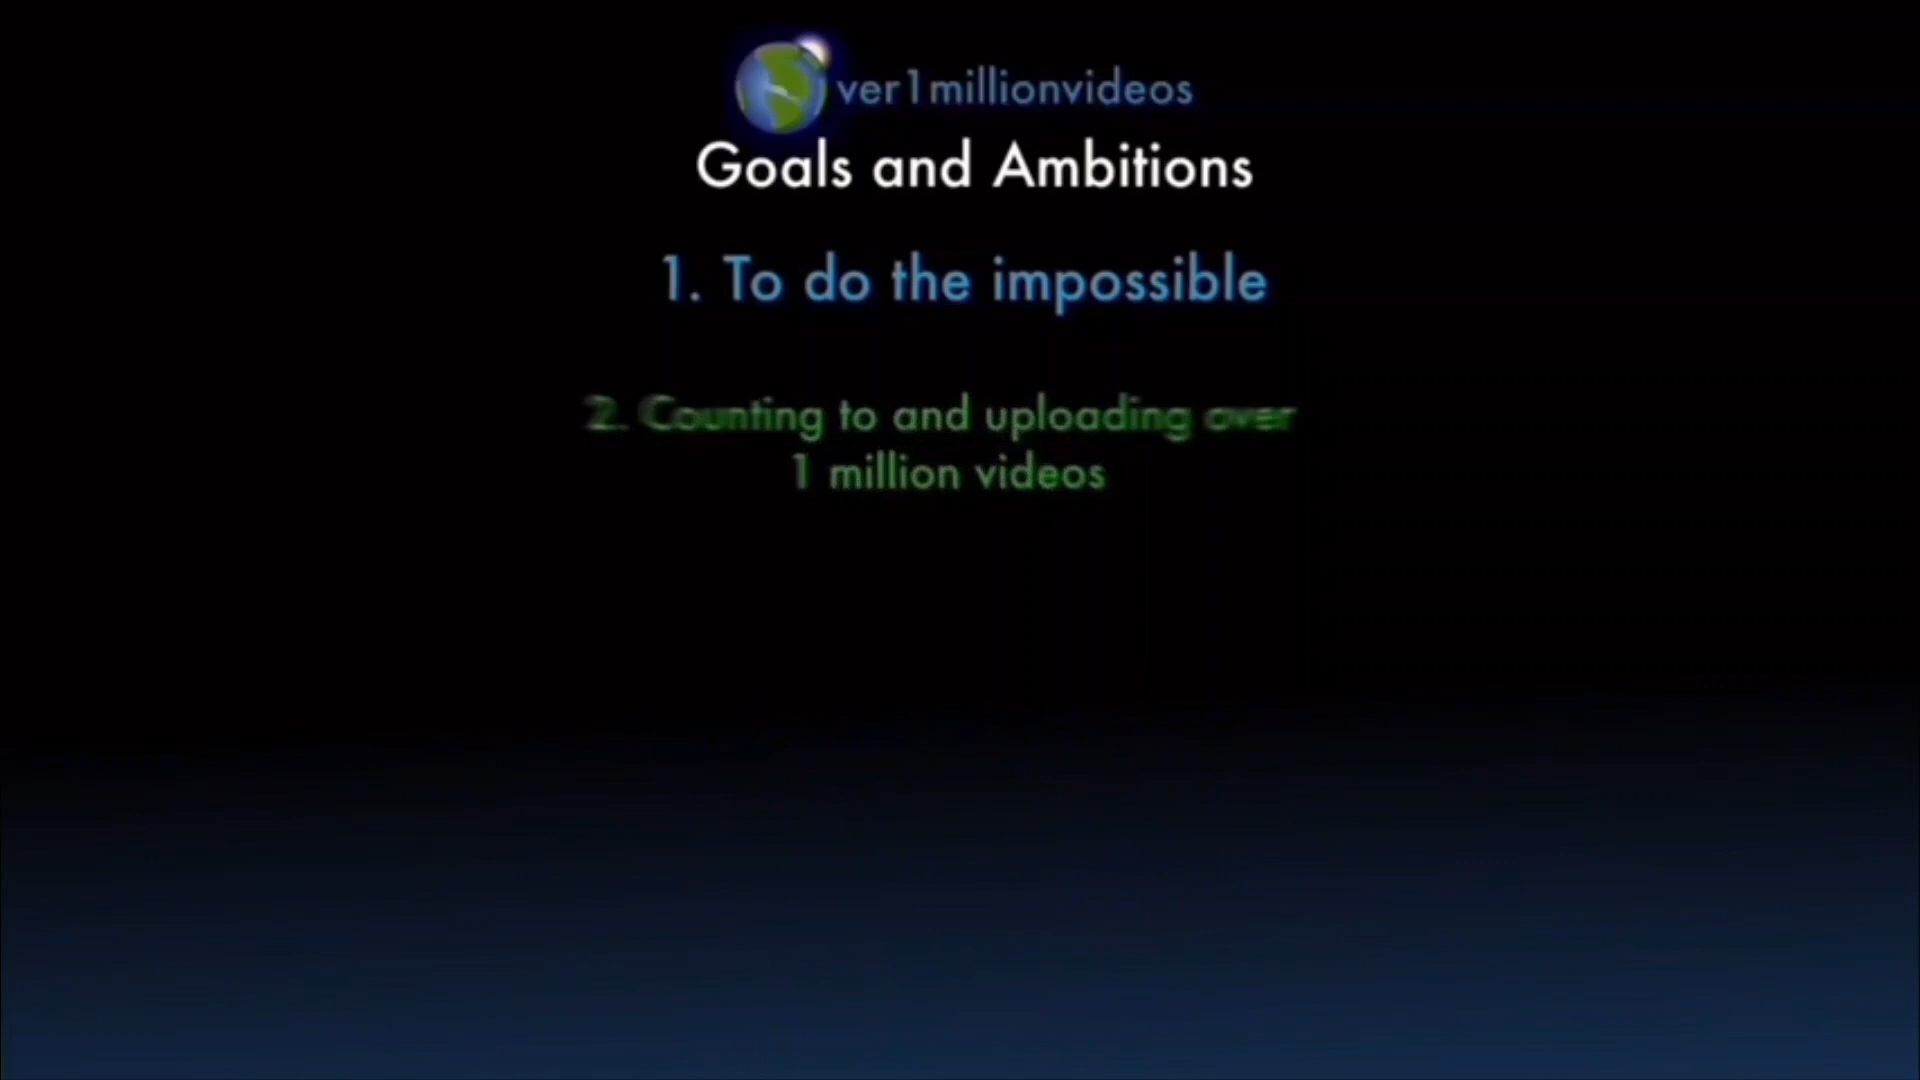 ver1millionvideos
Goals and Ambitions
1. To do the impossible
2. Counting to and uploading over
1 million videos